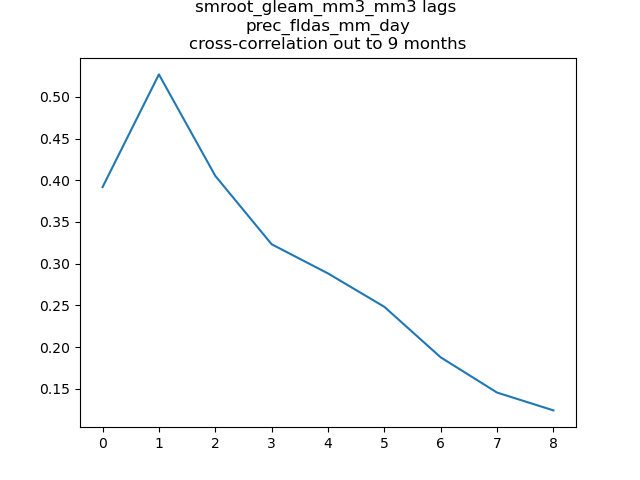 smroot_gleam_mm3_mm3 lags
prec_fldas_mm_day
cross-correlation out to 9 months
0.50
0.45
0.40
0.35
0.30
0.25
0.20
0.15
0 1 2 3 4 5 6 7 8